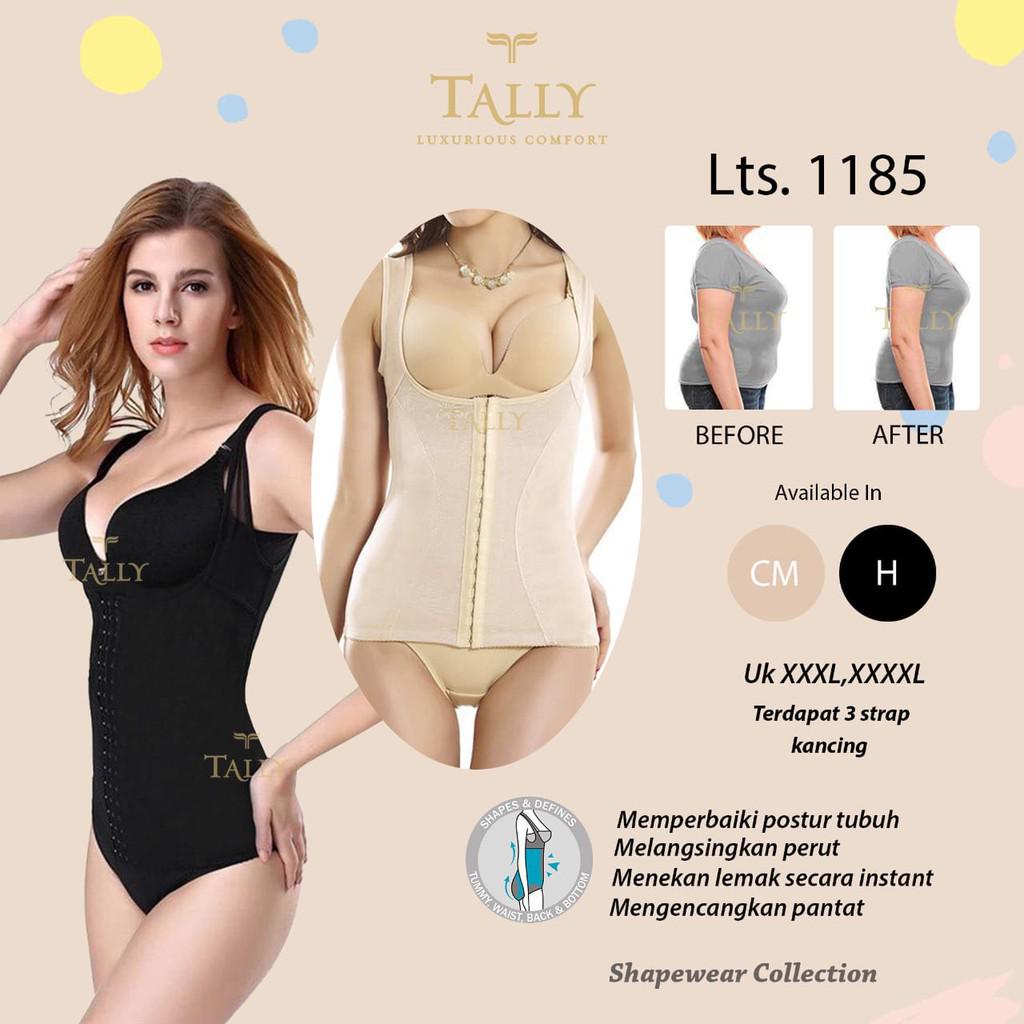 TALLY
LUXURIOUS COMFORT
Lts. 1185
TALLY
TALLY
BEFORE
AFTER
TALLY
Available In
CM
H
TALLY
Uk XXXL,XXXXL
Terdapat 3 strap
kancing
TALLY
SHAPES & DEFINES
TUMMY, WAIST, BACK & BOTTOM
Memperbaiki postur tubuh
Melangsingkan perut
Menekan lemak secara instant
Mengencangkan pantat
Shapewear Collection